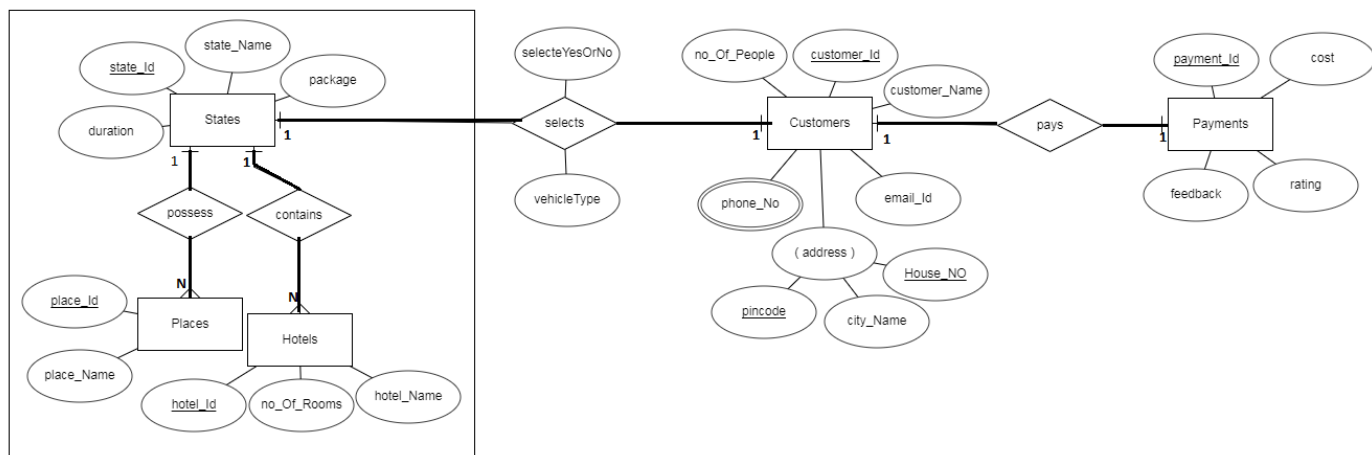 state_Name
state_Id
package
duration
States
1
1
1
possess
contains
N
N
place_Id
Places
place_Name
Hotels
hotel_Id
no_Of_Rooms
hotel_Name
selecteYesOrNo
selects
vehicleType
no_Of_People
customer_Id
customer_Name
Customers
1
1
phone_No
email_Id
( address )
House_NO
pincode
city_Name
pays
payment_Id
cost
1
Payments
feedback
rating